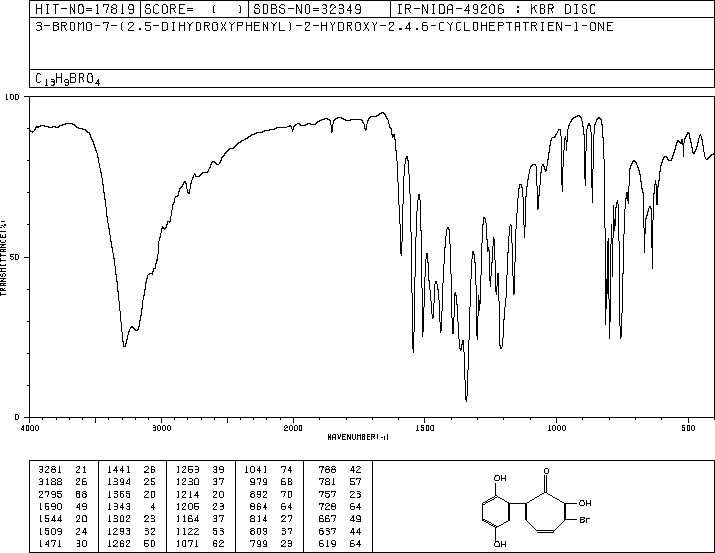 HIT-NO=17819 SCORE= ( ) SDBS-NO=32349 IR-NIDA-49206 : KBR DISC
3-BROMO-7-(2.5-DIHYDROXYPHENYL)-2-HYDROXY-2.4.6-CYCLOHEPTATRIEN-1-ONE
C13H9BRO4
100
TRANSMITTANCE(%)
50
0
4000 3000 2000 1500 1000 500
WAVENUMBER(-1)
3281 21 1441 26 1253 39 1041 74 788 42
3188 26 1394 25 1230 37 979 68 781 57
2795 68 1366 20 1214 20 892 70 757 23
1590 49 1343 4 1206 23 864 64 728 64
1544 20 1302 23 1164 37 814 27 667 49
1509 24 1293 32 1122 53 809 37 637 44
1471 30 1262 50 1071 62 799 23 619 64
O
OH
OH
Br
OH